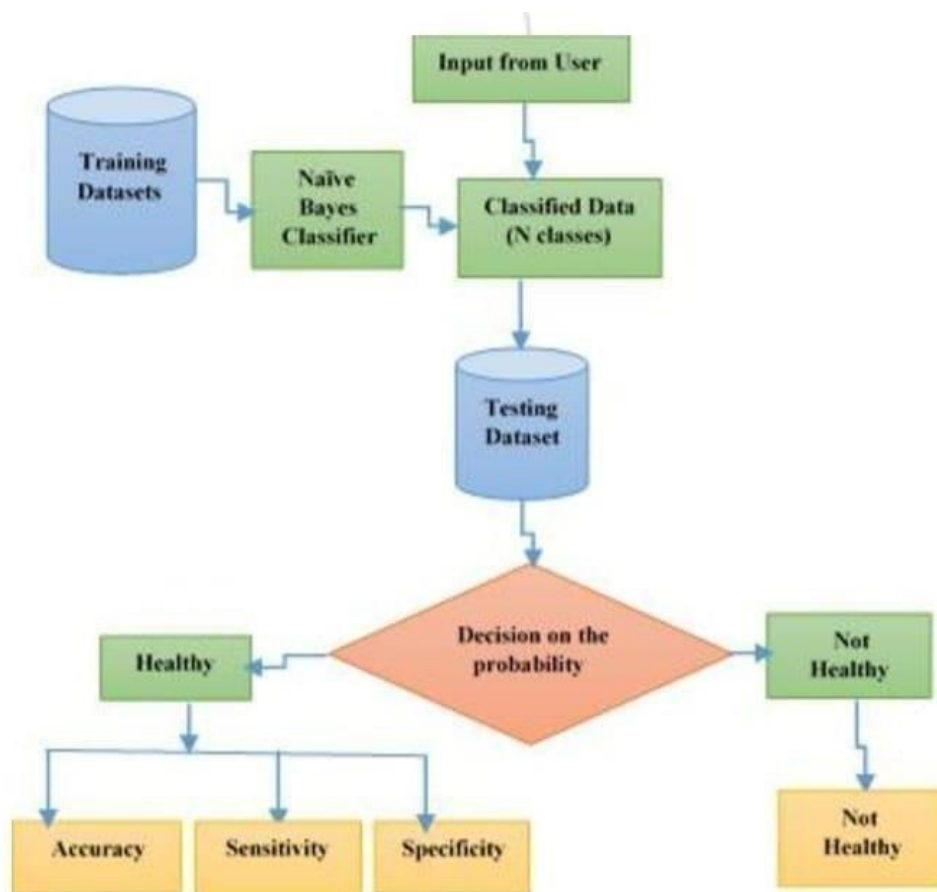 Input from User
Training
Datasets
Naïve
Bayes
Classifier
Classified Data
(N classes)
Testing
Dataset
Decision on the
probability
Healthy
Not
Healthy
Accuracy
Sensitivity
Specificity
Not
Healthy